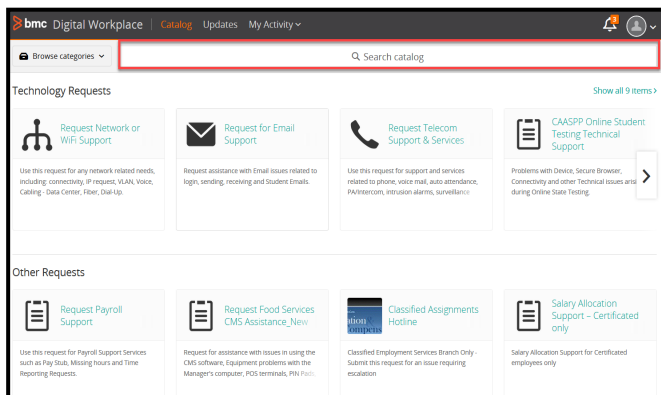 bmc Digital Workplace Catalog Updates My Activity 3
Browse categories Search catalog
Technology Requests Show all 9 items
Request Network or
WiFi Support
Use this request for any network related needs,
including: connectivity, IP request, VLAN, Voice,
Cabling - Data Center, Fiber, Dial-Up.
Request for Email
Support
Request assistance with Email issues related to
login, sending, receiving and Student Emails.
Request Telecom
Support & Services
Use this request for support and services
related to phone, voice mail, auto attendance,
PA/Intercom, intrusion alarms, surveillance
CAASPP Online Student
Testing Technical
Support
Problems with Device, Secure Browser,
Connectivity and other Technical issues
during Online State Testing.
Other Requests
Request Payroll
Support
Use this request for Payroll Support Services
such as Pay Stub, Missing hours and Time
Reporting Requests.
Request Food Services
CMS Assistance_New
Request for assistance with issues in using the
CMS software, Equipment problems with the
Manager's computer, POS terminals, PIN Pads
Classified Assignments
Hotline
Classified Employment Services Branch Only -
Submit this request for an issue requiring
escalation
Salary Allocation
Support – Certificated
only
Salary Allocation Support for Certificated
employees only